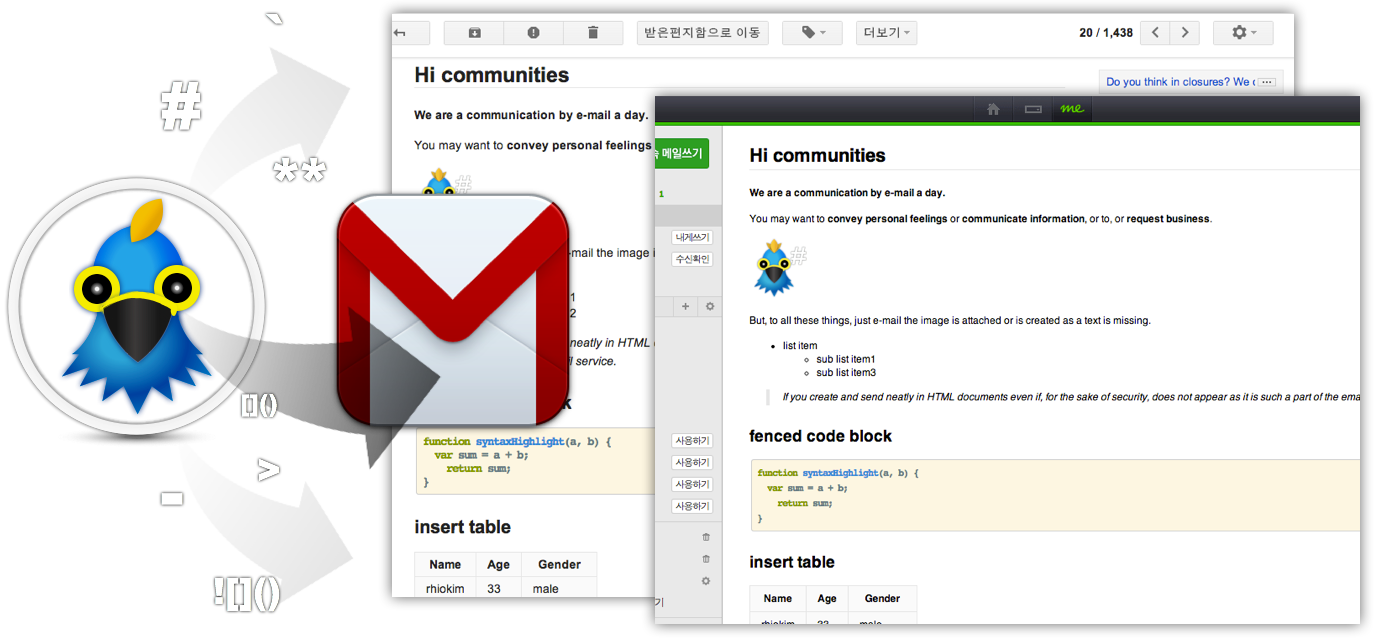 `
#
**
[]()
>
-
![]()
받은편지함으로 이동
더보기
20 / 1,438
Hi communities
Do you think in closures? We c
We are a communication by e-mail a day.
You may want to convey personal feelings
#
-mail the image i
1
2
neatly in HTML
il service.
k
function syntaxHighlight(a, b) {
var sum = a + b;
return sum;
}
insert table
Name Age Gender
rhiokim 33 male
me
메일쓰기
1
내게쓰기
수신확인
+
사용하기
사용하기
사용하기
사용하기
기
Hi communities
We are a communication by e-mail a day.
You may want to convey personal feelings or communicate information, or to, or request business.
#
But, to all these things, just e-mail the image is attached or is created as a text is missing.
list item
sub list item1
sub list item3
If you create and send neatly in HTML documents even if, for the sake of security, does not appear as it is such a part of the ema
fenced code block
function syntaxHighlight(a, b) {
var sum = a + b;
return sum;
}
insert table
Name Age Gender
rhiokim 33 male